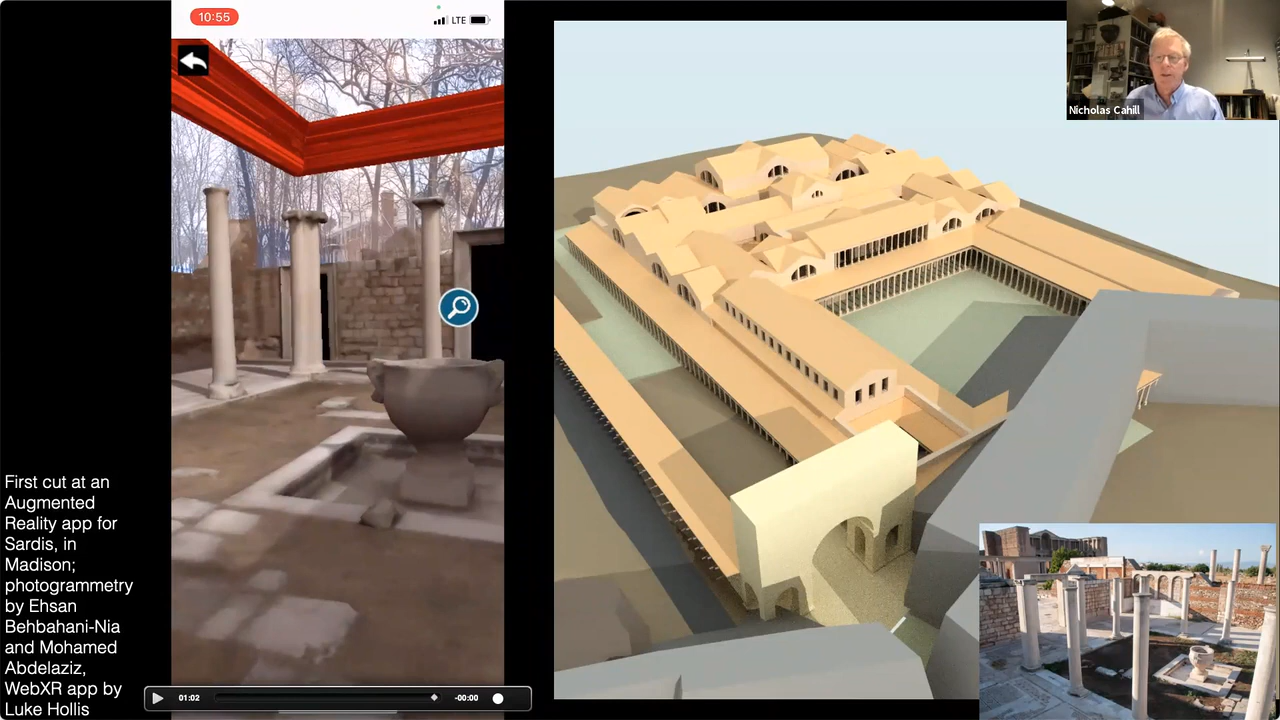 10:55
LTE
Nicholas Cahill
First cut at an
Augmented
Reality app for
Sardis, in
Madison;
photogrammetry
by Ehsan
Behbahani-Nia
and Mohamed
Abdelaziz,
WebXR app by
Luke Hollis
01:02
-00:00